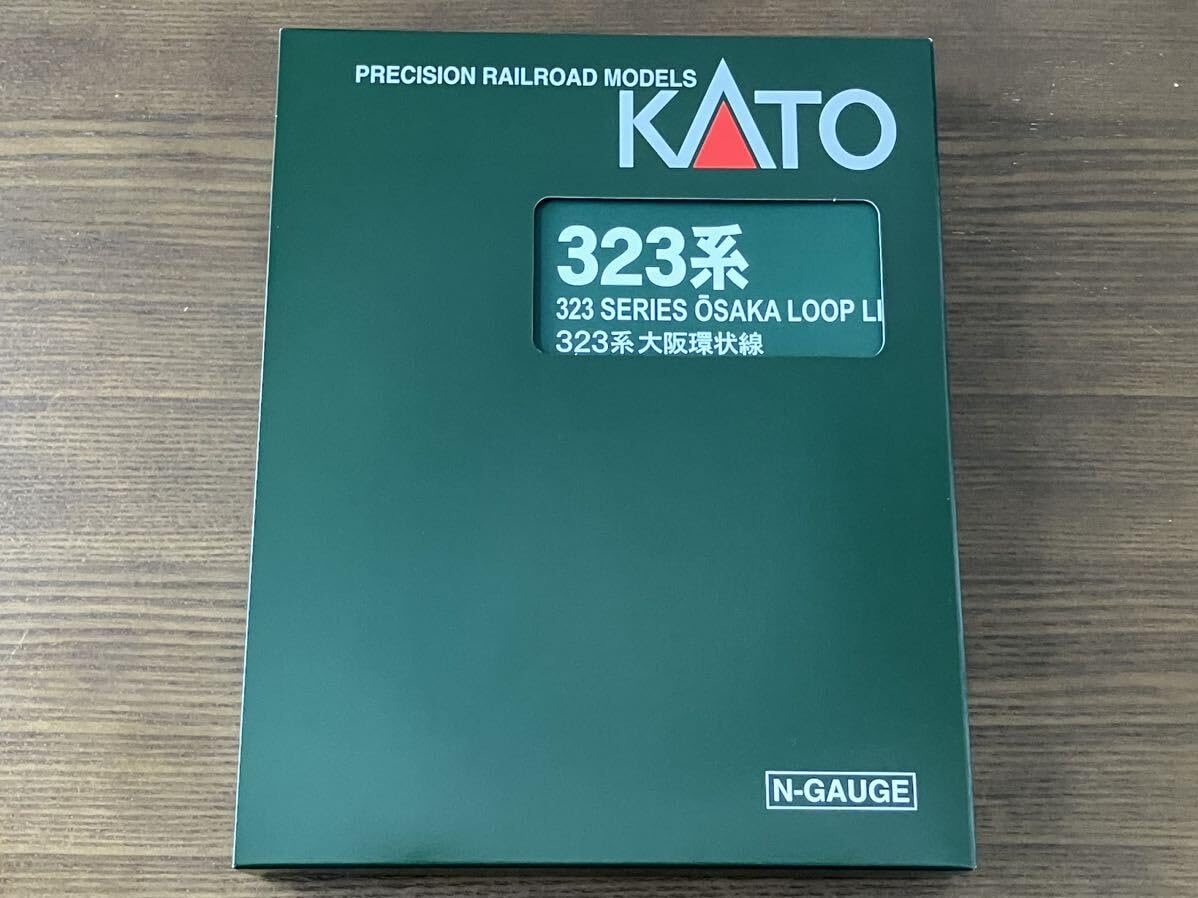 PRECISION RAILROAD MODELS
KATO
323系
323 SERIES ŌSAKA LOOP LI
323系大阪環状線
N-GAUGE